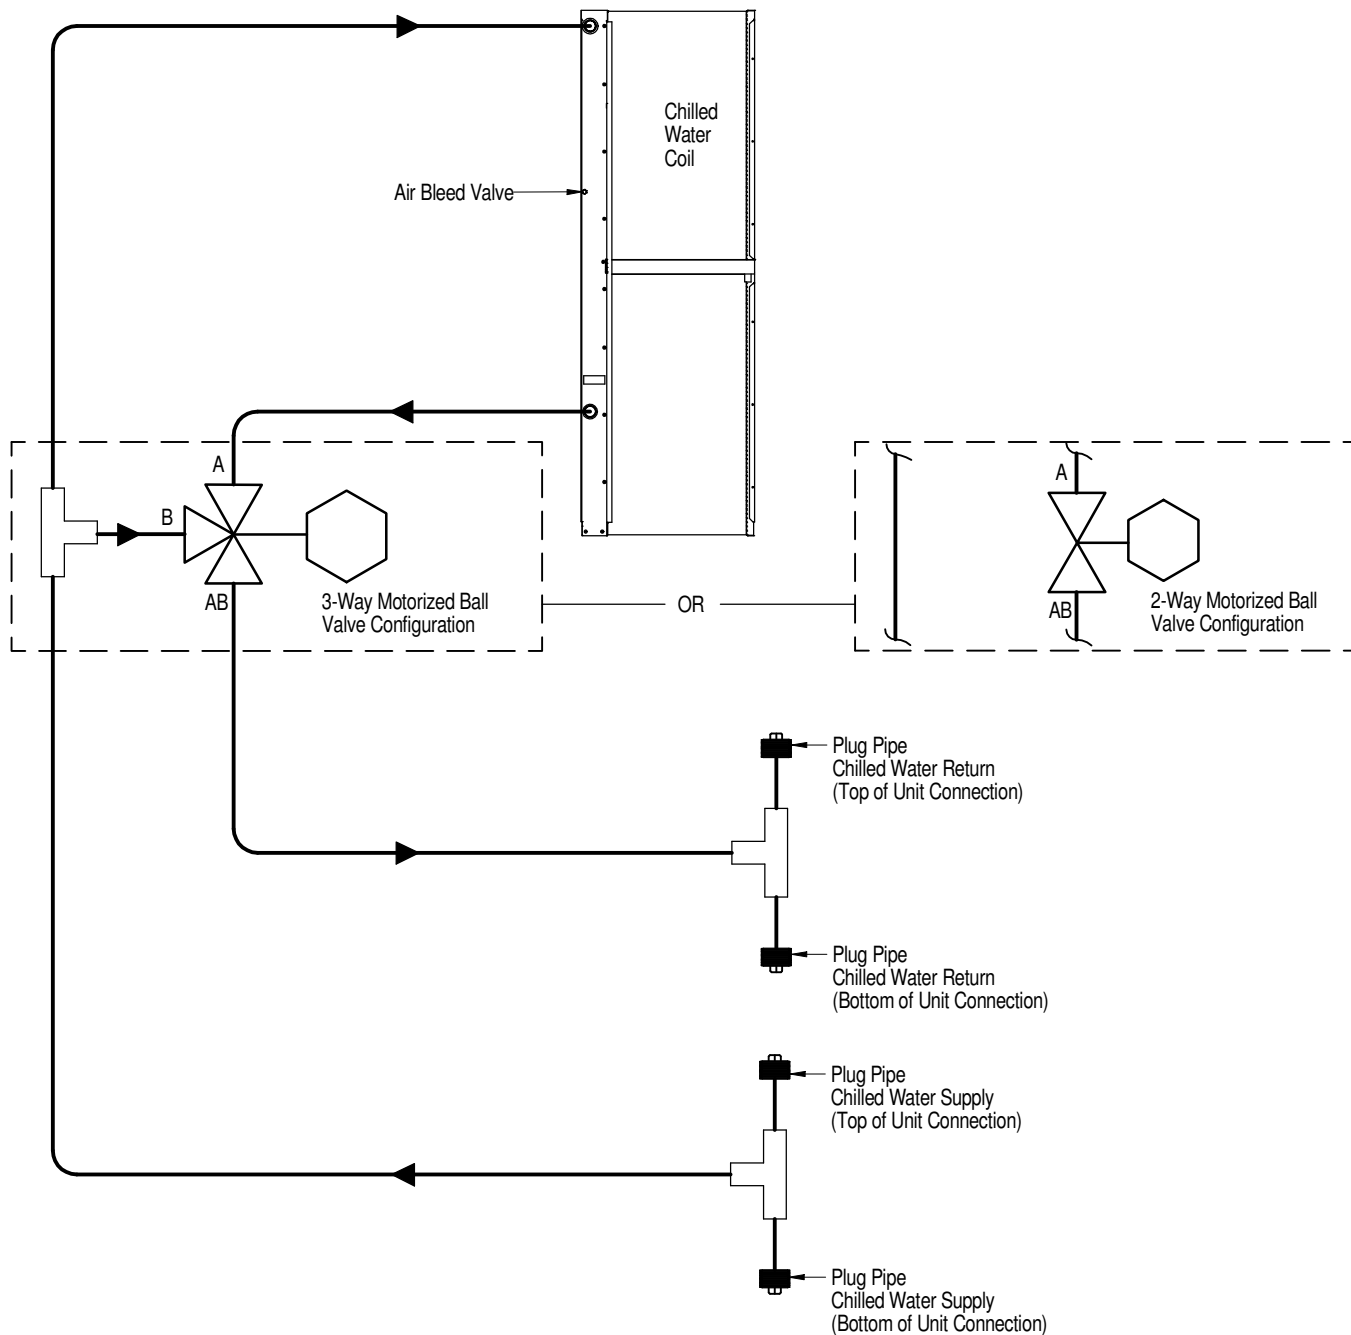 Chilled
Water
Coil
Air Bleed Valve
A
B
AB
3-Way Motorized Ball
Valve Configuration
OR
A
AB
2-Way Motorized Ball
Valve Configuration
Plug Pipe
Chilled Water Return
(Top of Unit Connection)
Plug Pipe
Chilled Water Return
(Bottom of Unit Connection)
Plug Pipe
Chilled Water Supply
(Top of Unit Connection)
Plug Pipe
Chilled Water Supply
(Bottom of Unit Connection)